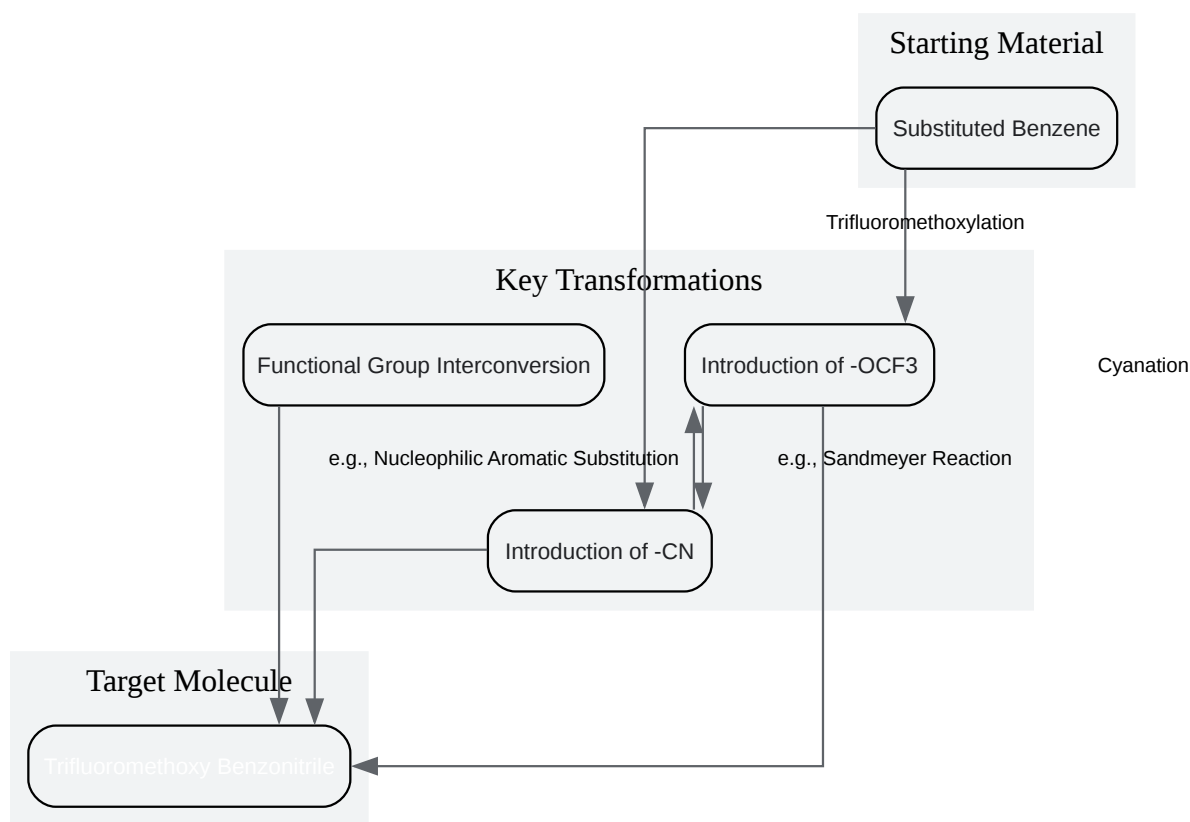 Starting Material
Substituted Benzene
Trifluoromethoxylation
Key Transformations
Functional Group Interconversion
Introduction of -OCF3
Cyanation
e.g., Nucleophilic Aromatic Substitution
e.g., Sandmeyer Reaction
Introduction of -CN
Target Molecule
Trifluoromethoxy Benzonitrile